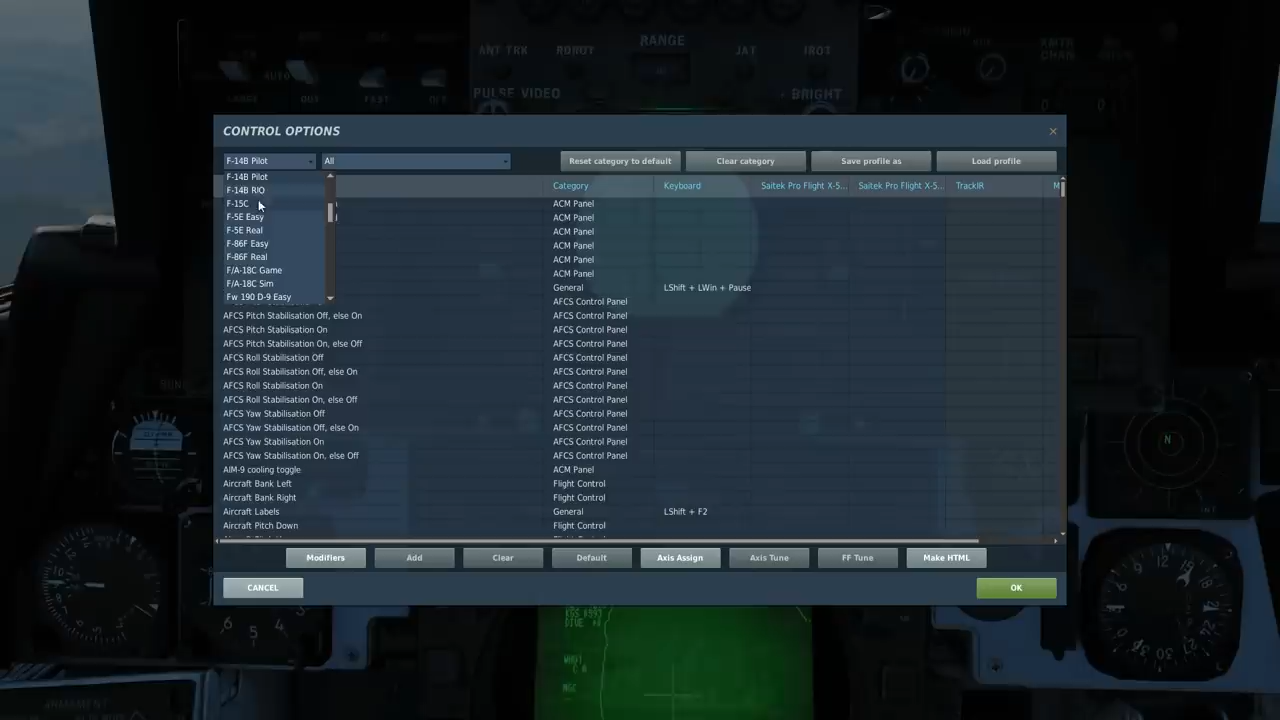 RANGE
ANT TRK
RDROT
JAT
IROT
AUTO
OUT
PULSE VIDEO
BRIGHT
CONTROL OPTIONS
F-14B Pilot
All
Reset category to default
Clear category
Save profile as
Load profile
Category
Keyboard
Saitek Pro Flight X-5...
Saitek Pro Flight X-5...
TrackIR
M
F-14B Pilot
F-14B RIO
F-15C
ACM Panel
F-5E Easy
ACM Panel
F-5E Real
ACM Panel
F-86F Easy
ACM Panel
F-86F Real
ACM Panel
F/A-18C Game
ACM Panel
F/A-18C Sim
General
LShift + LWin + Pause
Fw 190 D-9 Easy
AFCS Control Panel
AFCS Pitch Stabilisation Off, else On
AFCS Control Panel
AFCS Pitch Stabilisation On
AFCS Control Panel
AFCS Pitch Stabilisation On, else Off
AFCS Control Panel
AFCS Roll Stabilisation Off
AFCS Control Panel
AFCS Roll Stabilisation Off, else On
AFCS Control Panel
AFCS Roll Stabilisation On
AFCS Control Panel
AFCS Roll Stabilisation On, else Off
AFCS Control Panel
AFCS Yaw Stabilisation Off
AFCS Control Panel
AFCS Yaw Stabilisation Off, else On
AFCS Control Panel
AFCS Yaw Stabilisation On
AFCS Control Panel
AFCS Yaw Stabilisation On, else Off
AFCS Control Panel
AIM-9 cooling toggle
ACM Panel
Aircraft Bank Left
Flight Control
Aircraft Bank Right
Flight Control
Aircraft Labels
General
LShift + F2
Aircraft Pitch Down
Flight Control
Modifiers
Add
Clear
Default
Axis Assign
Axis Tune
FF Tune
Make HTML
CANCEL
OK
N
6
5
4
3